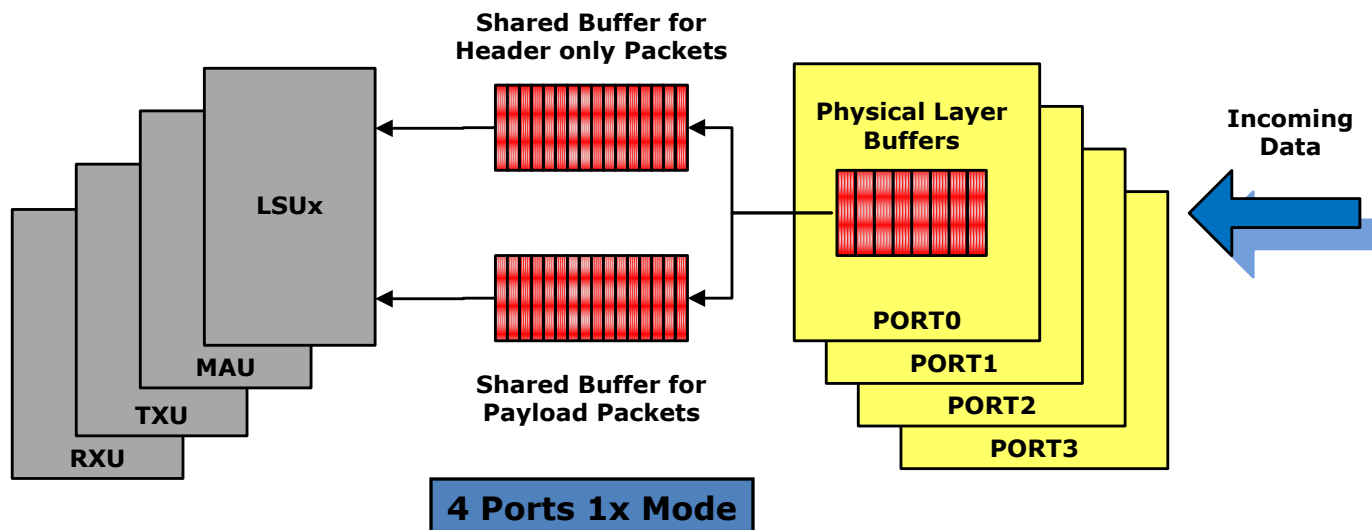 Shared Buffer for
Header only Packets
Physical Layer
Buffers
Incoming
Data
LSUx
PORT0
MAU
PORT1
Shared Buffer for
Payload Packets
TXU
PORT2
RXU
PORT3
4 Ports 1x Mode